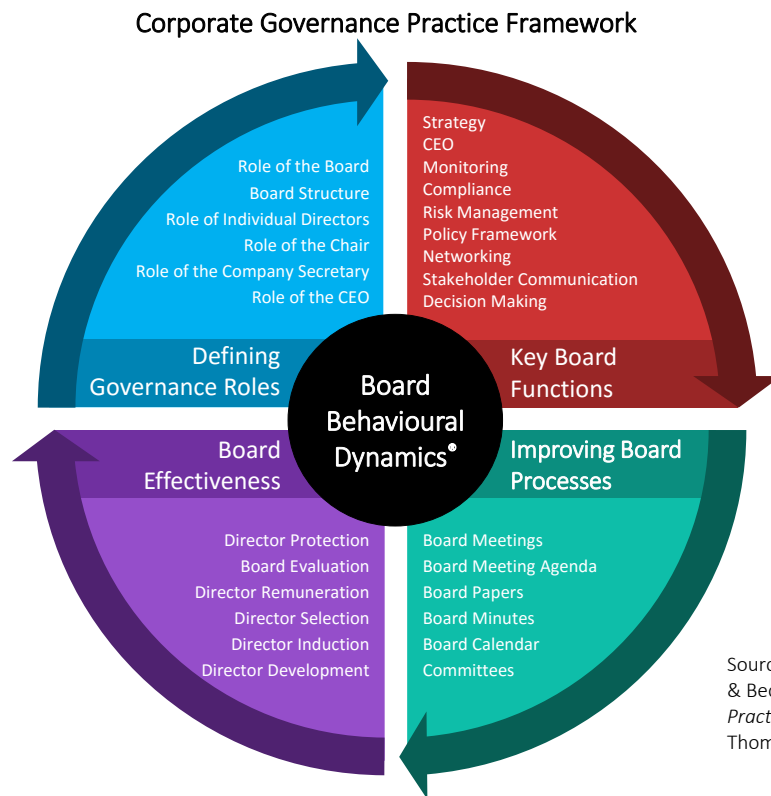 Corporate Governance Practice Framework
Role of the Board
Board Structure
Role of Individual Directors
Role of the Chair
Role of the Company Secretary
Role of the CEO
Defining
Governance Roles
Strategy
CEO
Monitoring
Compliance
Risk Management
Policy Framework
Networking
Stakeholder Communication
Decision Making
Key Board
Functions
Board
Behavioural
Dynamics®
Board
Effectiveness
Director Protection
Board Evaluation
Director Remuneration
Director Selection
Director Induction
Director Development
Improving Board
Processes
Board Meetings
Board Meeting Agenda
Board Papers
Board Minutes
Board Calendar
Committees
&